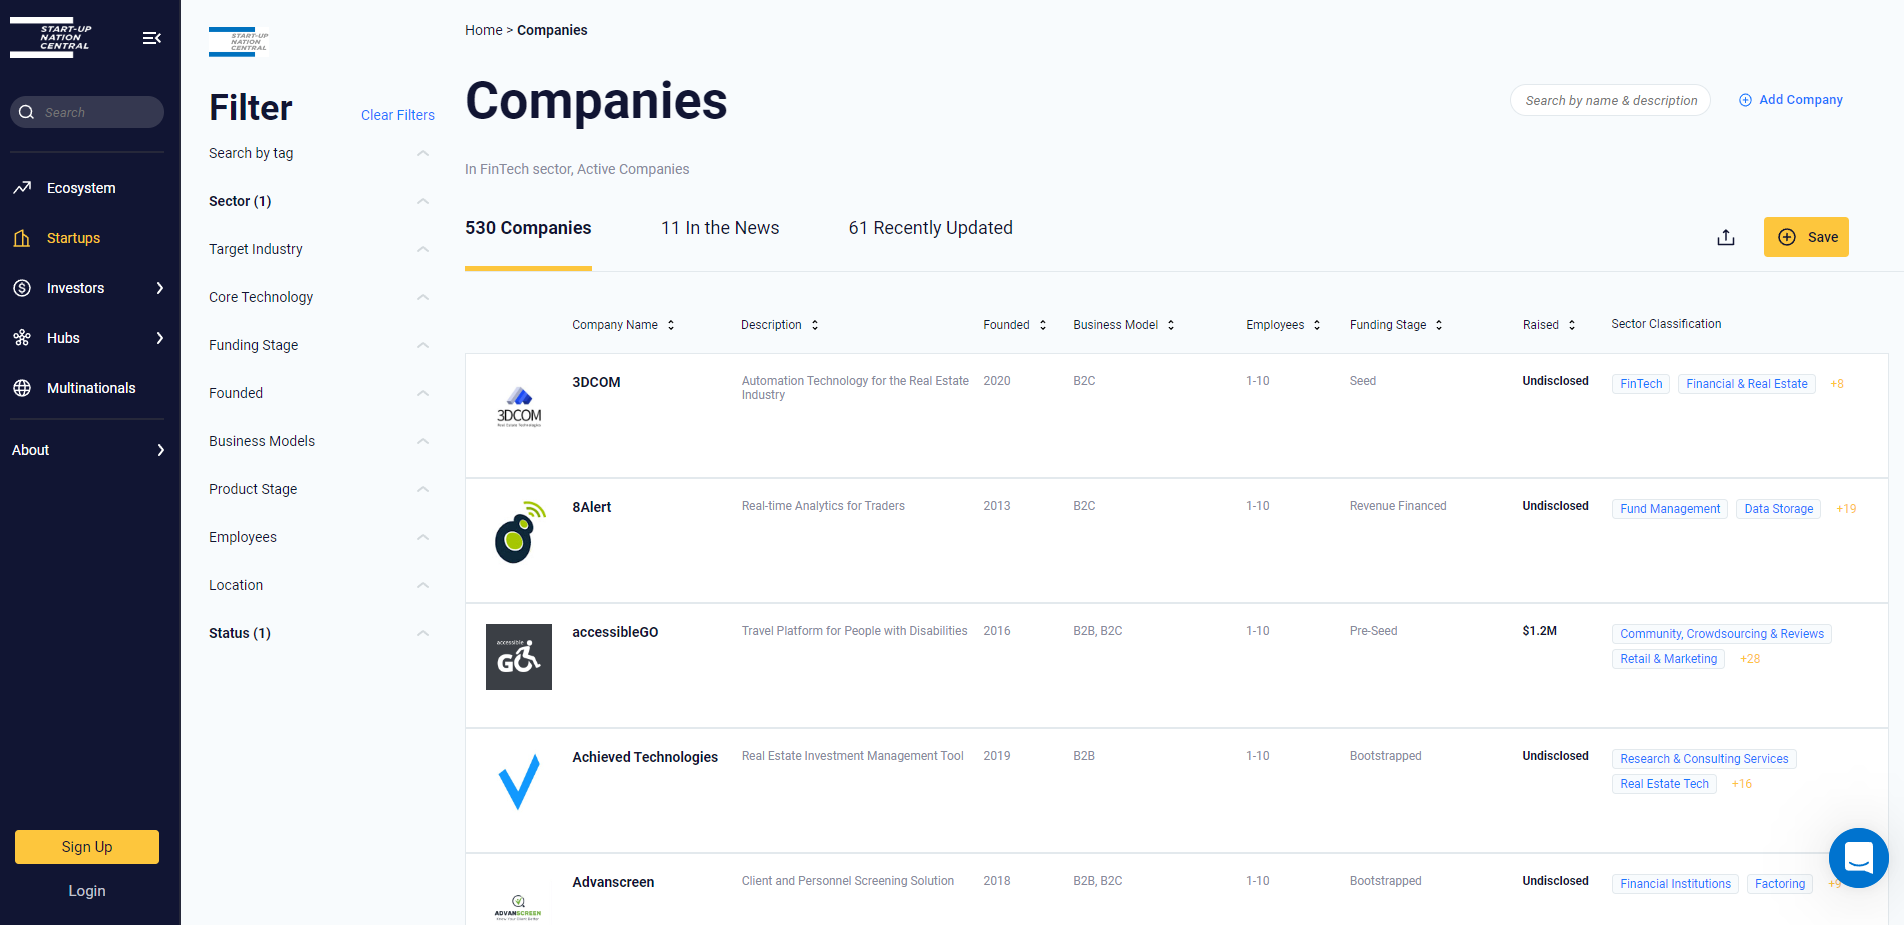 START-UP
NATION
CENTRAL
Search
Ecosystem
Startups
Investors
Hubs
Multinationals
About
Sign Up
Login
START-UP
NATION
CENTRAL
Filter
Clear Filters
Search by tag
Sector (1)
Target Industry
Core Technology
Funding Stage
Founded
Business Models
Product Stage
Employees
Location
Status (1)
Home > Companies
Companies
Search by name & description
Add Company
In FinTech sector, Active Companies
530 Companies 11 In the News 61 Recently Updated
Save
Company Name Description Founded Business Model Employees Funding Stage Raised Sector Classification
3DCOM
Real Estate Technologies
3DCOM Automation Technology for the Real Estate Industry 2020 B2C 1-10 Seed Undisclosed FinTech Financial & Real Estate +8
8Alert Real-time Analytics for Traders 2013 B2C 1-10 Revenue Financed Undisclosed Fund Management Data Storage +19
accessible
GO
accessibleGO Travel Platform for People with Disabilities 2016 B2B, B2C 1-10 Pre-Seed $1.2M Community, Crowdsourcing & Reviews
Retail & Marketing +28
Achieved Technologies Real Estate Investment Management Tool 2019 B2B 1-10 Bootstrapped Undisclosed Research & Consulting Services
Real Estate Tech +16
ADVANSCREEN
Advanscreen Client and Personnel Screening Solution 2018 B2B, B2C 1-10 Bootstrapped Undisclosed Financial Institutions Factoring +9